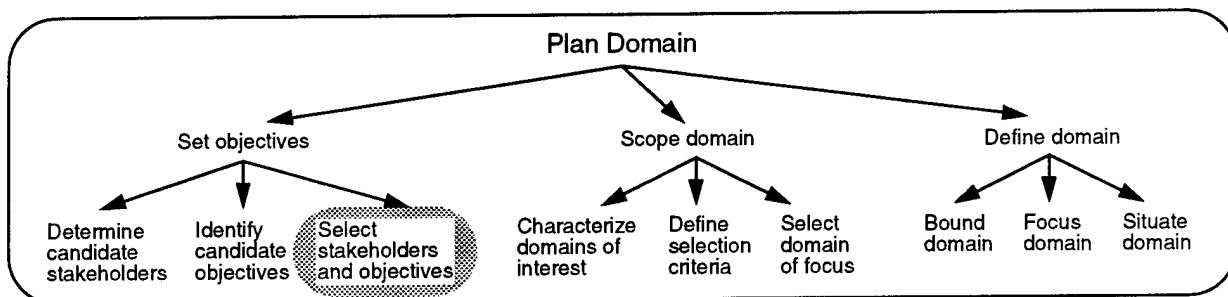 Plan Domain
Set objectives
Scope domain
Define domain
Determine
candidate
stakeholders
Identify
candidate
objectives
Select
stakeholders
and objectives
Characterize
domains of
interest
Define
selection
criteria
Select
domain
of focus
Bound
domain
Focus
domain
Situate
domain